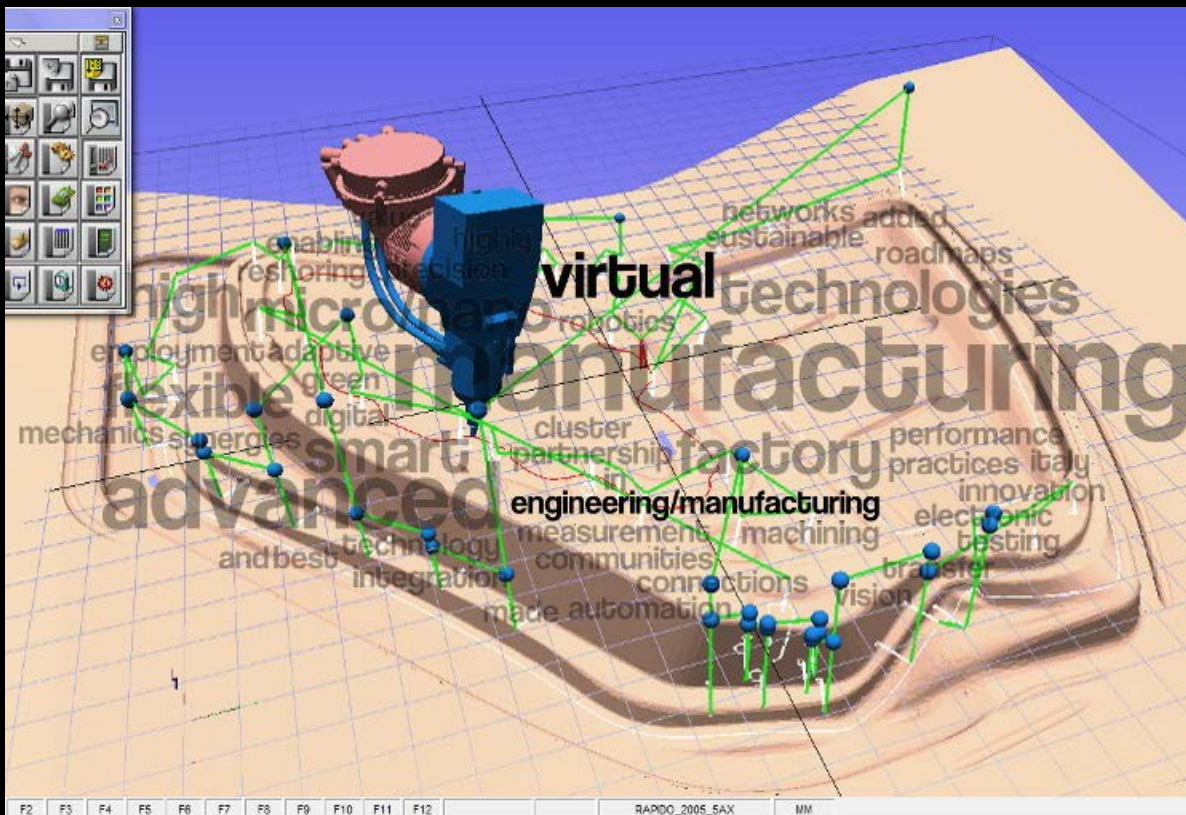 networks added
sustainable
enabling highly
roadmaps
reshoring precision
virtual
high micro/nano technologies
robotics
employment adaptive manufacturing
flexible green
digital
mechanics synergies smart cluster factory performance
partnership practices italy
in
advanced innovation
engineering/manufacturing
electronic
measurement machining testing
and best technology communities
integration connections transfer
vision
made automation
F2 F3 F4 F5 F6 F7 F8 F9 F10 F11 F12 RAPIDO_2005_5AX MM